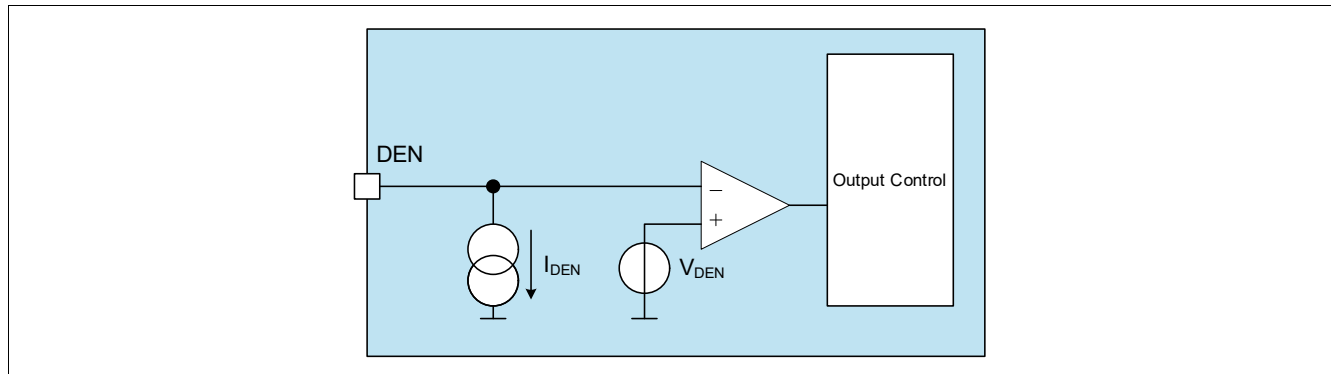 DEN
Output Control
−
+
I_DEN
V_DEN